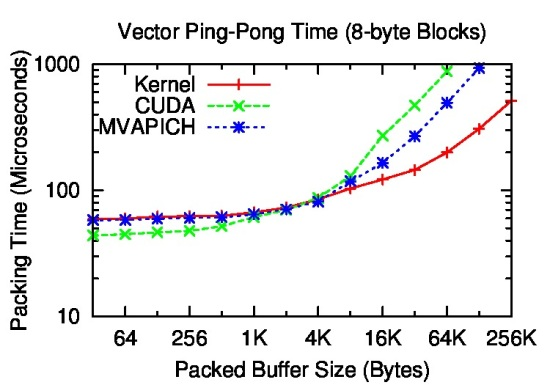 Vector Ping-Pong Time (8-byte Blocks)
Packing Time (Microseconds)
1000
100
10
Kernel
CUDA
MVAPICH
64 256 1K 4K 16K 64K 256K
Packed Buffer Size (Bytes)